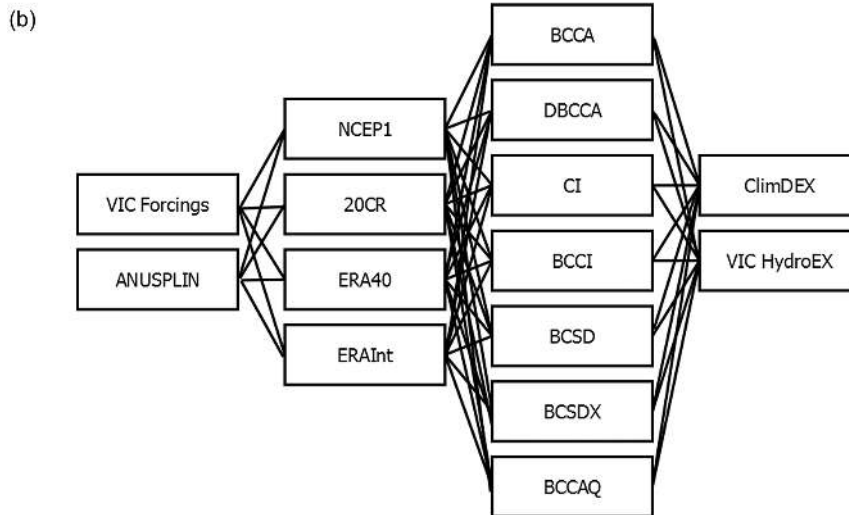 (b)
VIC Forcings
ANUSPLIN
NCEP1
20CR
ERA40
ERAInt
BCCA
DBCCA
CI
BCCI
BCSD
BCSDX
BCCAQ
ClimDEX
VIC HydroEX